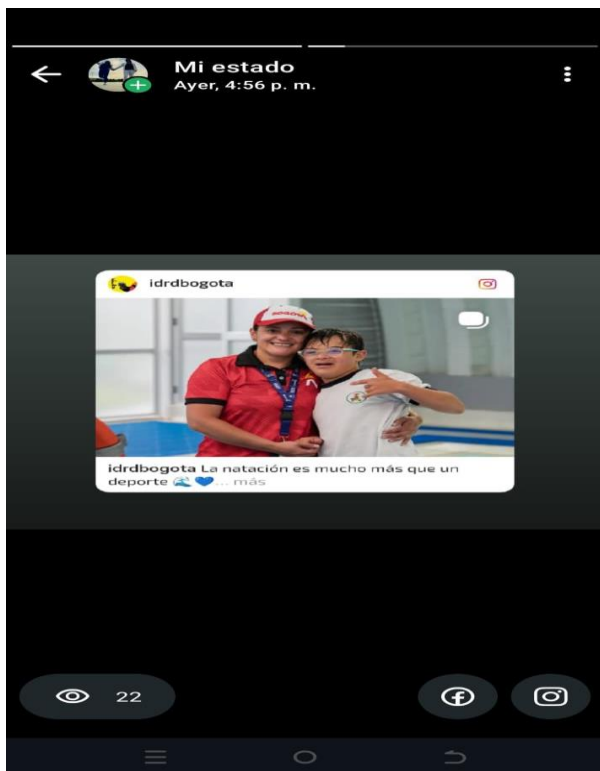 Mi estado
Ayer, 4:56 p. m.
idrdbogota
idrdbogota La natación es mucho más que un
deporte 🌊💙... más
22